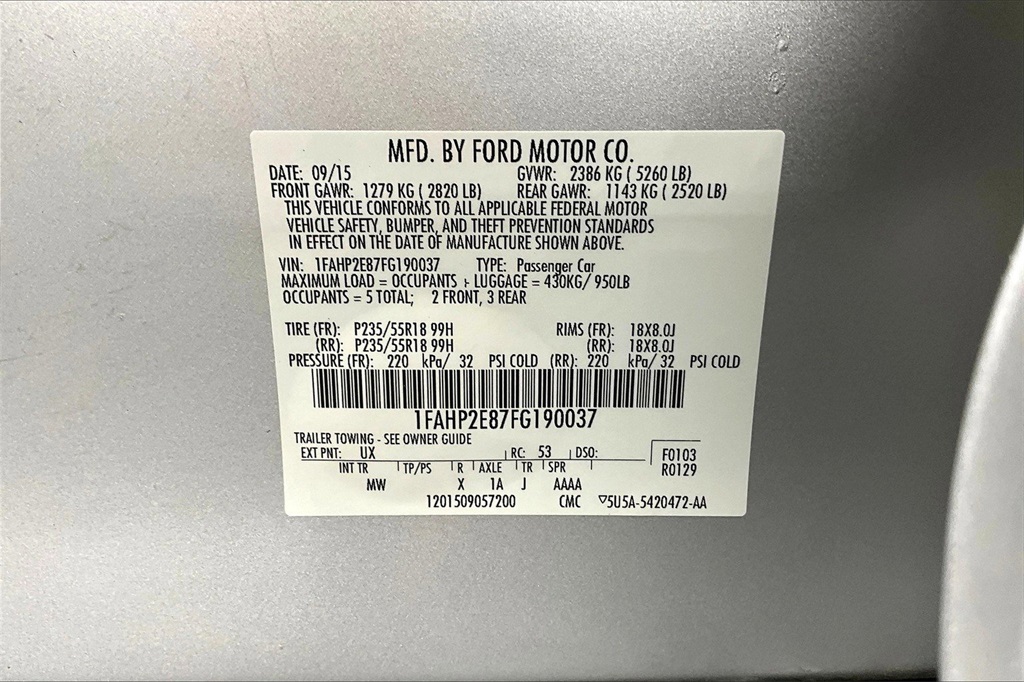 MFD. BY FORD MOTOR CO.
DATE: 09/15 GVWR: 2386 KG ( 5260 LB)
FRONT GAWR: 1279 KG ( 2820 LB) REAR GAWR: 1143 KG ( 2520 LB)
THIS VEHICLE CONFORMS TO ALL APPLICABLE FEDERAL MOTOR
VEHICLE SAFETY, BUMPER, AND THEFT PREVENTION STANDARDS
IN EFFECT ON THE DATE OF MANUFACTURE SHOWN ABOVE.
VIN: 1FAHP2E87FG190037 TYPE: Passenger Car
MAXIMUM LOAD = OCCUPANTS + LUGGAGE = 430KG/ 950LB
OCCUPANTS = 5 TOTAL; 2 FRONT, 3 REAR
TIRE (FR): P235/55R18 99H RIMS (FR): 18X8.0J
(RR): P235/55R18 99H (RR): 18X8.0J
PRESSURE (FR): 220 kPa/ 32 PSI COLD (RR): 220 kPa/ 32 PSI COLD
1FAHP2E87FG190037
TRAILER TOWING - SEE OWNER GUIDE
EXT PNT: UX RC: 53 DSO: F0103
INT TR TP/PS R AXLE TR SPR R0129
MW X 1A J AAAA
1201509057200 CMC ▽5U5A-5420472-AA